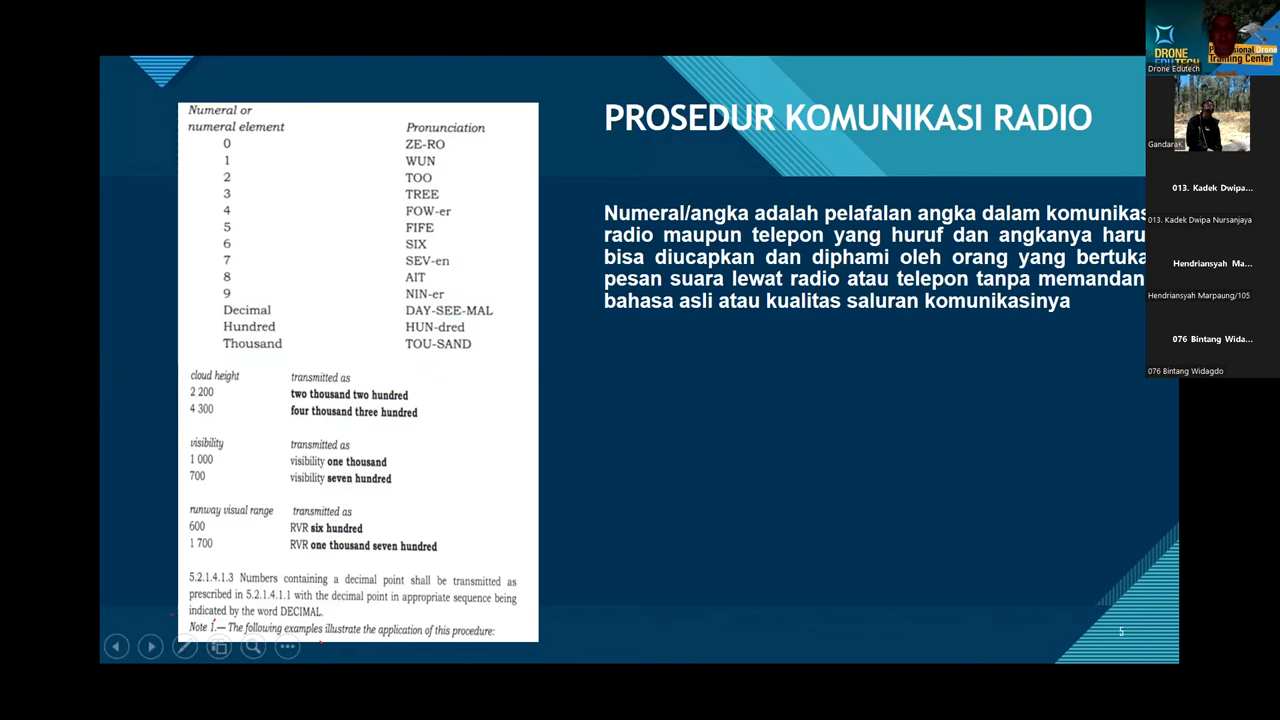 Numeral or
numeral element Pronunciation
0 ZE-RO
1 WUN
2 TOO
3 TREE
4 FOW-er
5 FIFE
6 SIX
7 SEV-en
8 AIT
9 NIN-er
Decimal DAY-SEE-MAL
Hundred HUN-dred
Thousand TOU-SAND
cloud height transmitted as
2 200 two thousand two hundred
4 300 four thousand three hundred
visibility transmitted as
1 000 visibility one thousand
700 visibility seven hundred
runway visual range transmitted as
600 RVR six hundred
1 700 RVR one thousand seven hundred
5.2.1.4.1.3 Numbers containing a decimal point shall be transmitted as
prescribed in 5.2.1.4.1.1 with the decimal point in appropriate sequence being
indicated by the word DECIMAL.
Note 1.— The following examples illustrate the application of this procedure:
PROSEDUR KOMUNIKASI RADIO
Numeral/angka adalah pelafalan angka dalam komunikas
radio maupun telepon yang huruf dan angkanya haru
bisa diucapkan dan diphami oleh orang yang bertuka
pesan suara lewat radio atau telepon tanpa memandan
bahasa asli atau kualitas saluran komunikasinya
5
DRONE
EDUTECH
Drone
Training Center
Drone Edutech
GandaraK
013. Kadek Dwipa...
013. Kadek Dwipa Nursanjaya
Hendriansyah Ma...
Hendriansyah Marpaung/105
076 Bintang Wida...
076 Bintang Widagdo